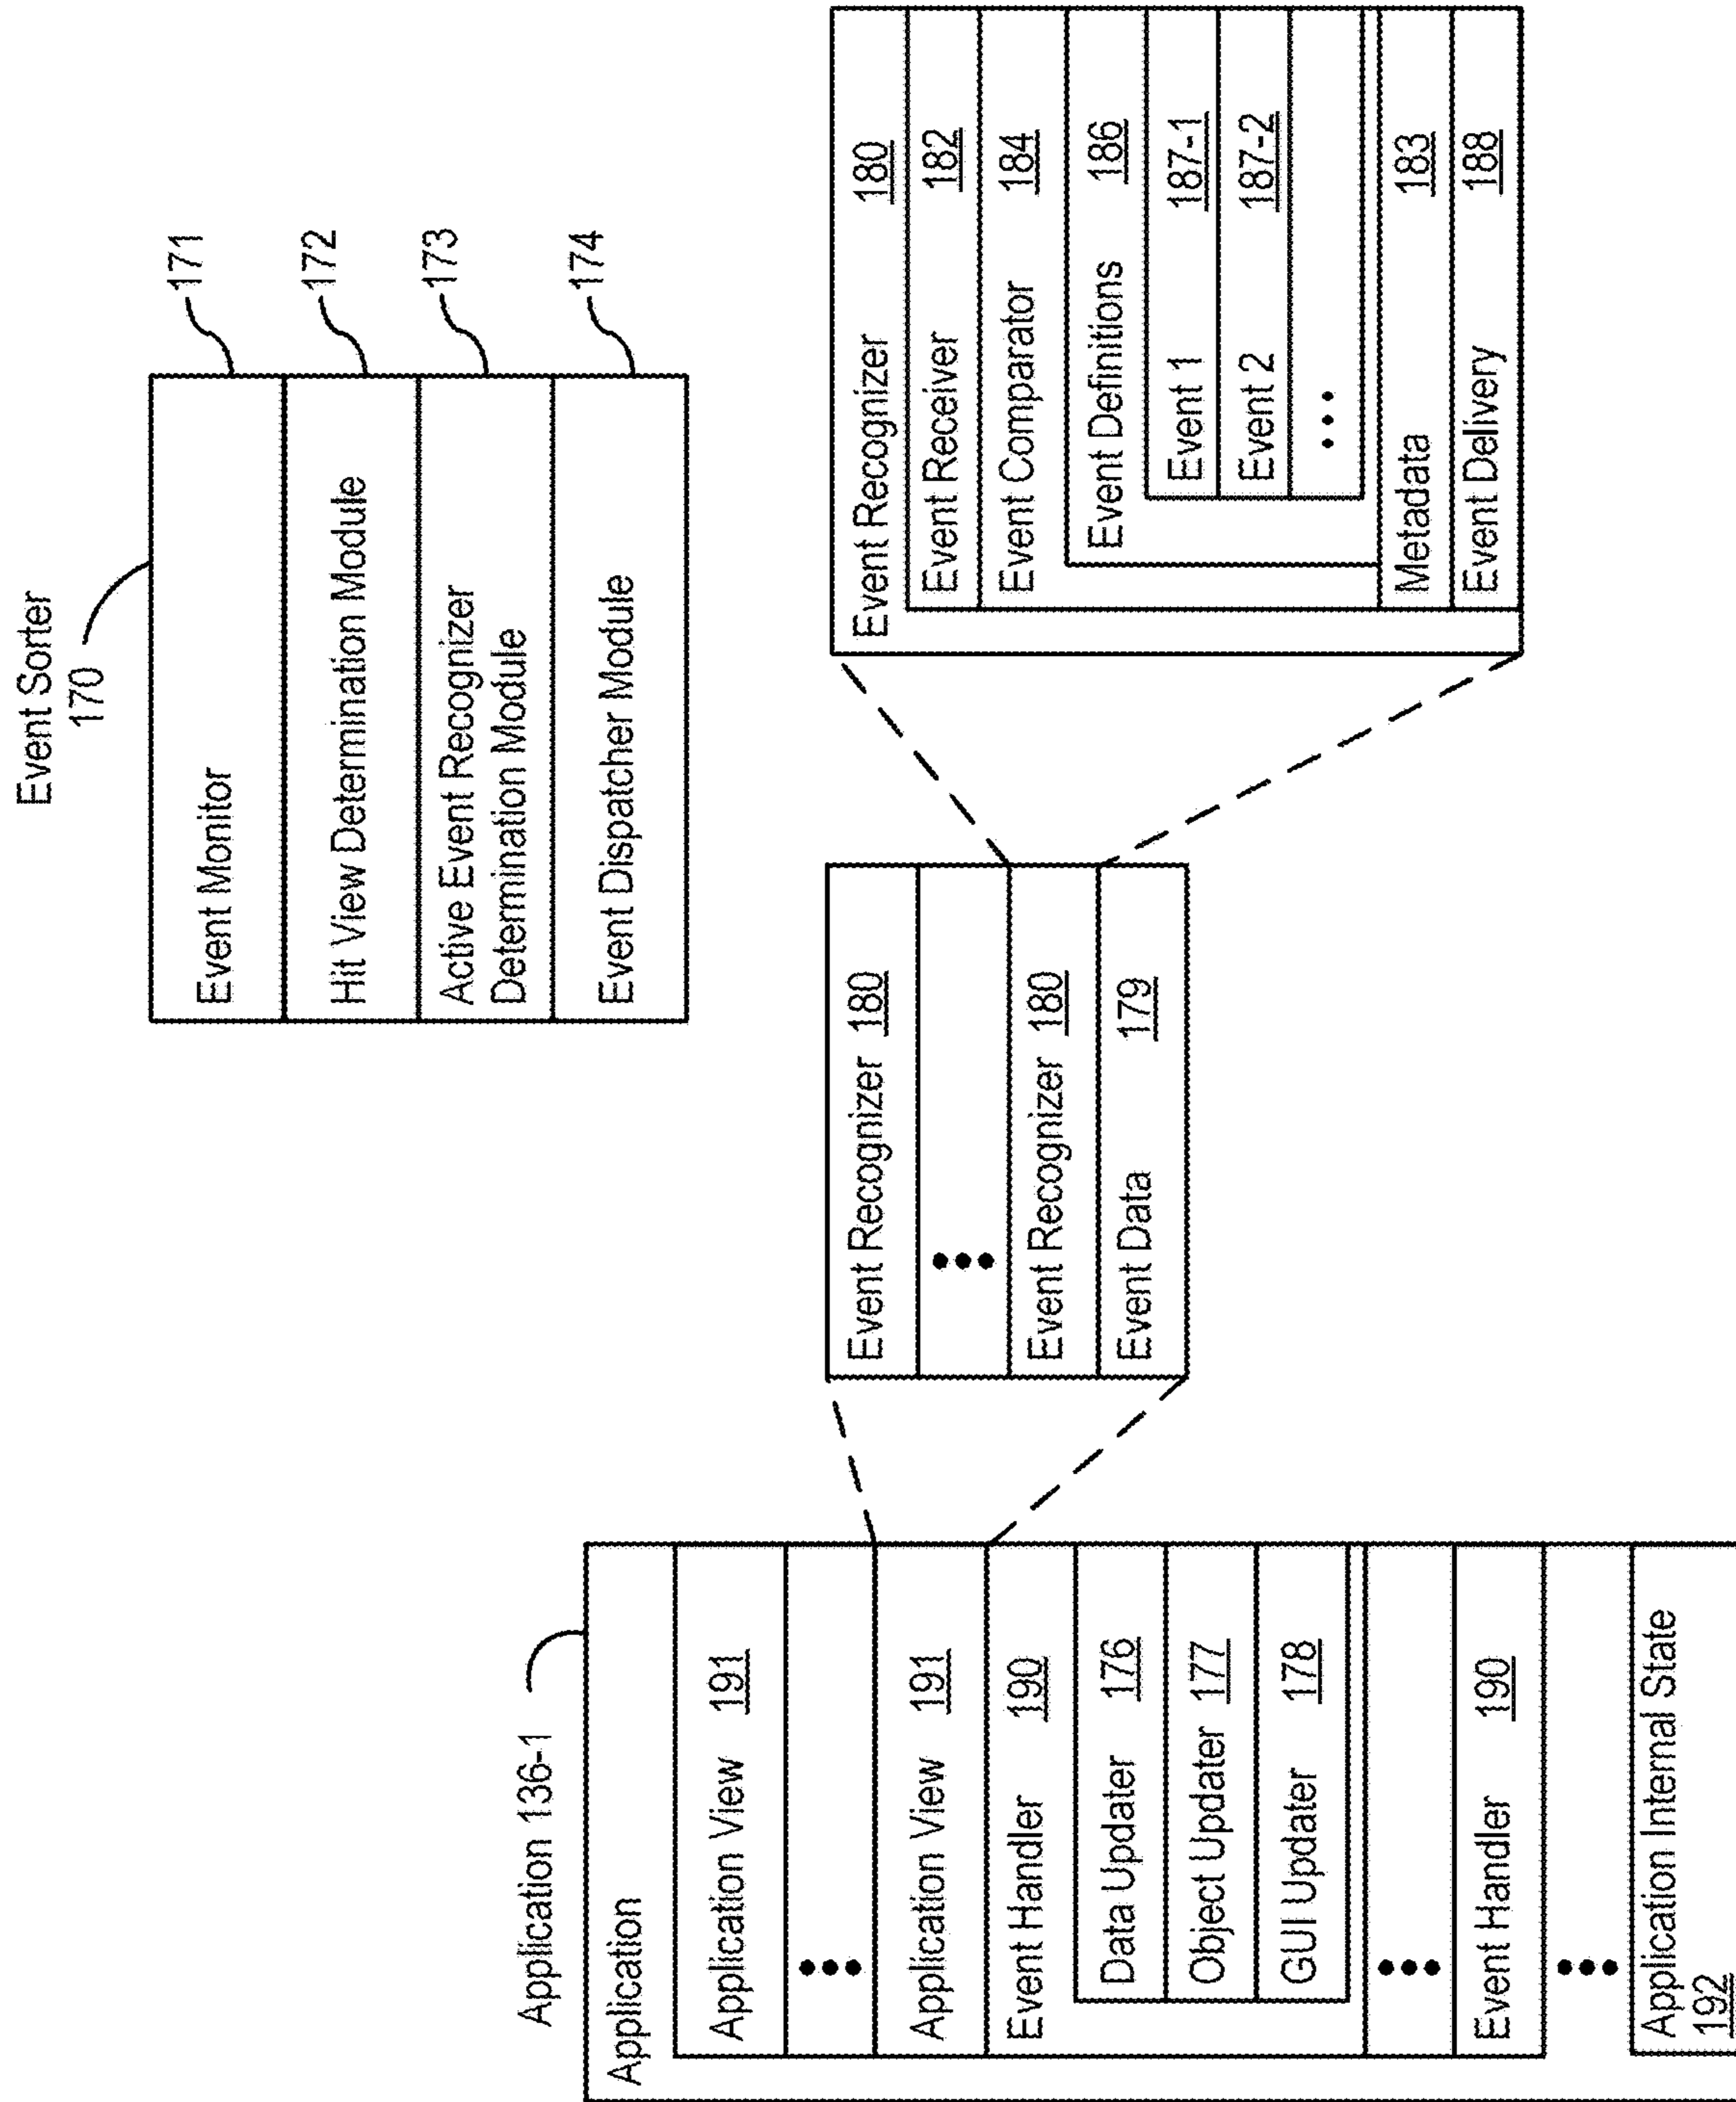 Event Sorter
170
Event Monitor 171
Hit View Determination Module 172
Active Event Recognizer 173
Determination Module
Event Dispatcher Module 174
Application 136-1
Application
Application View 191
•••
Application View 191
Event Handler 190
Data Updater 176
Object Updater 177
GUI Updater 178
•••
Event Handler 190
•••
Application Internal State
192
Event Recognizer 180
•••
Event Recognizer 180
Event Data 179
Event Recognizer 180
Event Receiver 182
Event Comparator 184
Event Definitions 186
Event 1 187-1
Event 2 187-2
•••
Metadata 183
Event Delivery 188